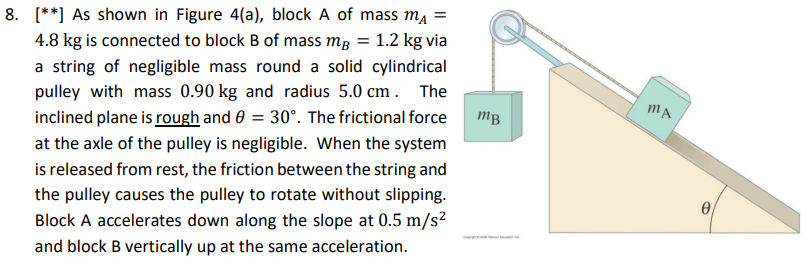 8. [**] As shown in Figure 4(a), block A of mass m_A =
4.8 kg is connected to block B of mass m_B = 1.2 kg via
a string of negligible mass round a solid cylindrical
pulley with mass 0.90 kg and radius 5.0 cm . The
inclined plane is rough and θ = 30°. The frictional force
at the axle of the pulley is negligible. When the system
is released from rest, the friction between the string and
the pulley causes the pulley to rotate without slipping.
Block A accelerates down along the slope at 0.5 m/s²
and block B vertically up at the same acceleration.
m_B
m_A
θ